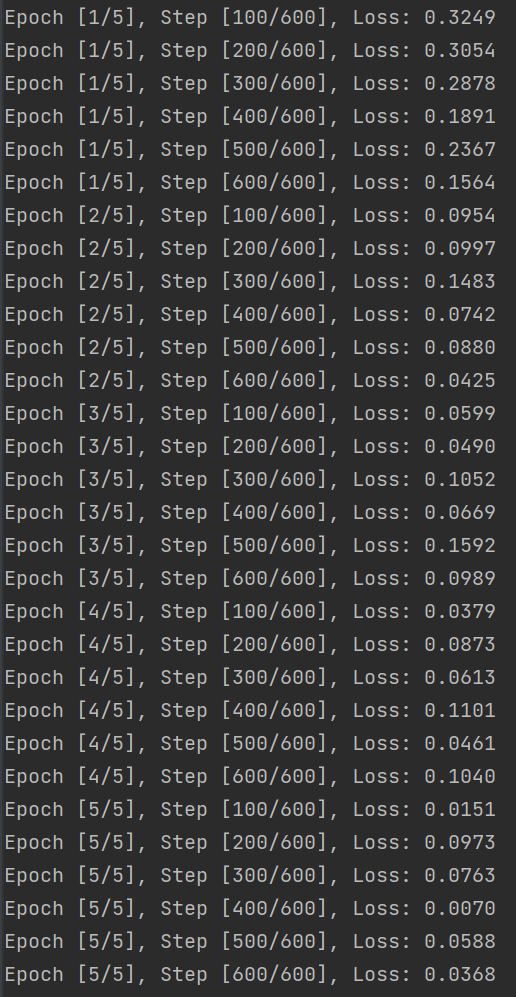 Epoch [1/5], Step [100/600], Loss: 0.3249
Epoch [1/5], Step [200/600], Loss: 0.3054
Epoch [1/5], Step [300/600], Loss: 0.2878
Epoch [1/5], Step [400/600], Loss: 0.1891
Epoch [1/5], Step [500/600], Loss: 0.2367
Epoch [1/5], Step [600/600], Loss: 0.1564
Epoch [2/5], Step [100/600], Loss: 0.0954
Epoch [2/5], Step [200/600], Loss: 0.0997
Epoch [2/5], Step [300/600], Loss: 0.1483
Epoch [2/5], Step [400/600], Loss: 0.0742
Epoch [2/5], Step [500/600], Loss: 0.0880
Epoch [2/5], Step [600/600], Loss: 0.0425
Epoch [3/5], Step [100/600], Loss: 0.0599
Epoch [3/5], Step [200/600], Loss: 0.0490
Epoch [3/5], Step [300/600], Loss: 0.1052
Epoch [3/5], Step [400/600], Loss: 0.0669
Epoch [3/5], Step [500/600], Loss: 0.1592
Epoch [3/5], Step [600/600], Loss: 0.0989
Epoch [4/5], Step [100/600], Loss: 0.0379
Epoch [4/5], Step [200/600], Loss: 0.0873
Epoch [4/5], Step [300/600], Loss: 0.0613
Epoch [4/5], Step [400/600], Loss: 0.1101
Epoch [4/5], Step [500/600], Loss: 0.0461
Epoch [4/5], Step [600/600], Loss: 0.1040
Epoch [5/5], Step [100/600], Loss: 0.0151
Epoch [5/5], Step [200/600], Loss: 0.0973
Epoch [5/5], Step [300/600], Loss: 0.0763
Epoch [5/5], Step [400/600], Loss: 0.0070
Epoch [5/5], Step [500/600], Loss: 0.0588
Epoch [5/5], Step [600/600], Loss: 0.0368